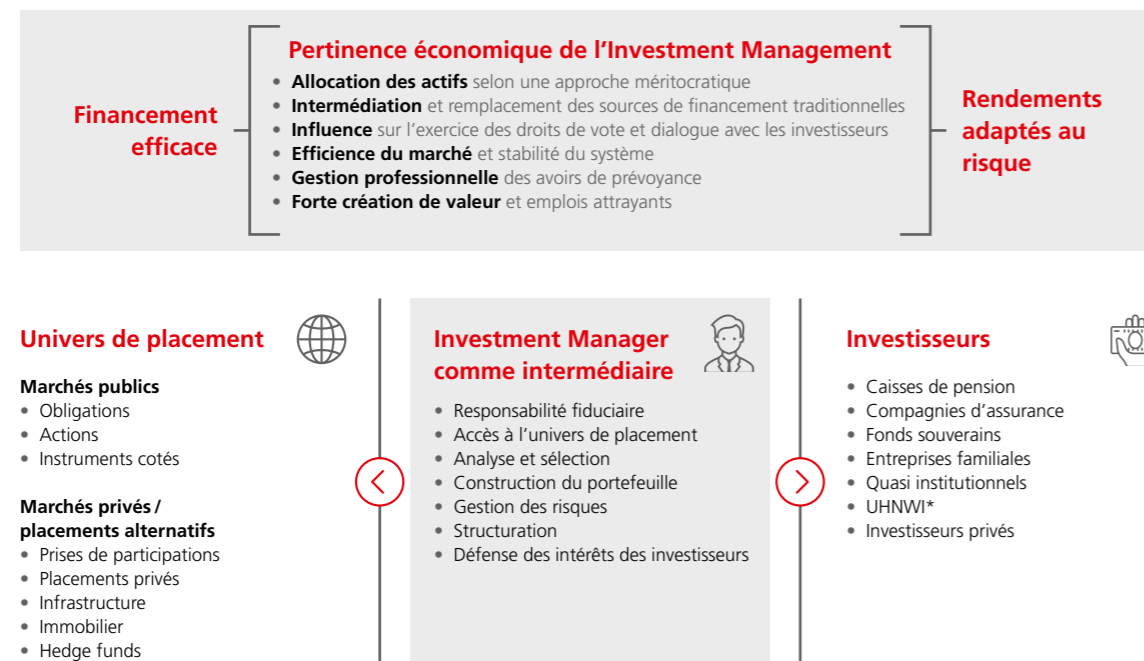 Financement
efficace
Pertinence économique de l’Investment Management
• Allocation des actifs selon une approche méritocratique
• Intermédiation et remplacement des sources de financement traditionnelles
• Influence sur l’exercice des droits de vote et dialogue avec les investisseurs
• Efficience du marché et stabilité du système
• Gestion professionnelle des avoirs de prévoyance
• Forte création de valeur et emplois attrayants
Rendements
adaptés au
risque
Univers de placement
Marchés publics
• Obligations
• Actions
• Instruments cotés
Marchés privés /
placements alternatifs
• Prises de participations
• Placements privés
• Infrastructure
• Immobilier
• Hedge funds
Investment Manager
comme intermédiaire
• Responsabilité fiduciaire
• Accès à l’univers de placement
• Analyse et sélection
• Construction du portefeuille
• Gestion des risques
• Structuration
• Défense des intérêts des investisseurs
Investisseurs
• Caisses de pension
• Compagnies d’assurance
• Fonds souverains
• Entreprises familiales
• Quasi institutionnels
• UHNWI*
• Investisseurs privés